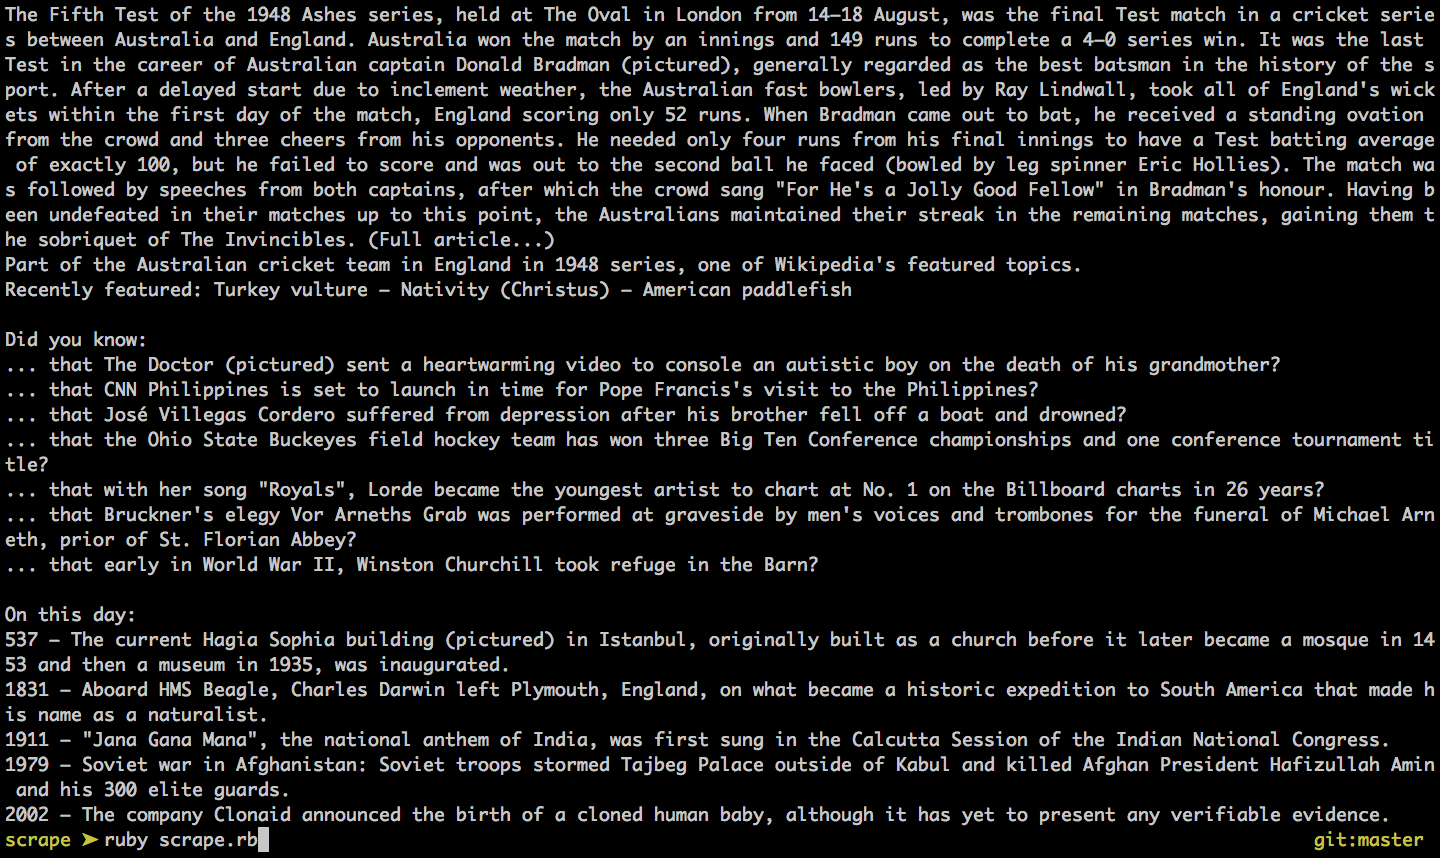 The Fifth Test of the 1948 Ashes series, held at The Oval in London from 14–18 August, was the final Test match in a cricket serie
s between Australia and England. Australia won the match by an innings and 149 runs to complete a 4–0 series win. It was the last
Test in the career of Australian captain Donald Bradman (pictured), generally regarded as the best batsman in the history of the s
port. After a delayed start due to inclement weather, the Australian fast bowlers, led by Ray Lindwall, took all of England's wick
ets within the first day of the match, England scoring only 52 runs. When Bradman came out to bat, he received a standing ovation
from the crowd and three cheers from his opponents. He needed only four runs from his final innings to have a Test batting average
 of exactly 100, but he failed to score and was out to the second ball he faced (bowled by leg spinner Eric Hollies). The match wa
s followed by speeches from both captains, after which the crowd sang "For He's a Jolly Good Fellow" in Bradman's honour. Having b
een undefeated in their matches up to this point, the Australians maintained their streak in the remaining matches, gaining them t
he sobriquet of The Invincibles. (Full article...)
Part of the Australian cricket team in England in 1948 series, one of Wikipedia's featured topics.
Recently featured: Turkey vulture – Nativity (Christus) – American paddlefish

Did you know:
... that The Doctor (pictured) sent a heartwarming video to console an autistic boy on the death of his grandmother?
... that CNN Philippines is set to launch in time for Pope Francis's visit to the Philippines?
... that José Villegas Cordero suffered from depression after his brother fell off a boat and drowned?
... that the Ohio State Buckeyes field hockey team has won three Big Ten Conference championships and one conference tournament ti
tle?
... that with her song "Royals", Lorde became the youngest artist to chart at No. 1 on the Billboard charts in 26 years?
... that Bruckner's elegy Vor Arneths Grab was performed at graveside by men's voices and trombones for the funeral of Michael Arn
eth, prior of St. Florian Abbey?
... that early in World War II, Winston Churchill took refuge in the Barn?

On this day:
537 – The current Hagia Sophia building (pictured) in Istanbul, originally built as a church before it later became a mosque in 14
53 and then a museum in 1935, was inaugurated.
1831 – Aboard HMS Beagle, Charles Darwin left Plymouth, England, on what became a historic expedition to South America that made h
is name as a naturalist.
1911 – "Jana Gana Mana", the national anthem of India, was first sung in the Calcutta Session of the Indian National Congress.
1979 – Soviet war in Afghanistan: Soviet troops stormed Tajbeg Palace outside of Kabul and killed Afghan President Hafizullah Amin
 and his 300 elite guards.
2002 – The company Clonaid announced the birth of a cloned human baby, although it has yet to present any verifiable evidence.
scrape ➤ ruby scrape.rb git:master